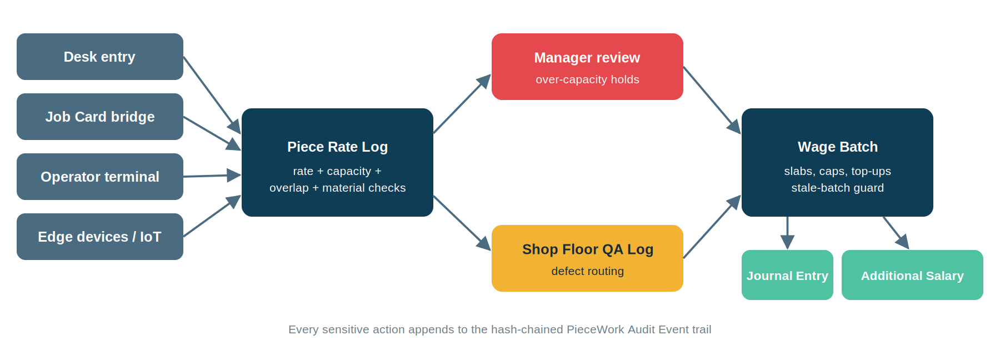 Desk entry
Job Card bridge
Operator terminal
Edge devices / IoT
Piece Rate Log
rate + capacity +
overlap + material checks
Manager review
over-capacity holds
Shop Floor QA Log
defect routing
Wage Batch
slabs, caps, top-ups
stale-batch guard
Journal Entry
Additional Salary
Every sensitive action appends to the hash-chained PieceWork Audit Event trail